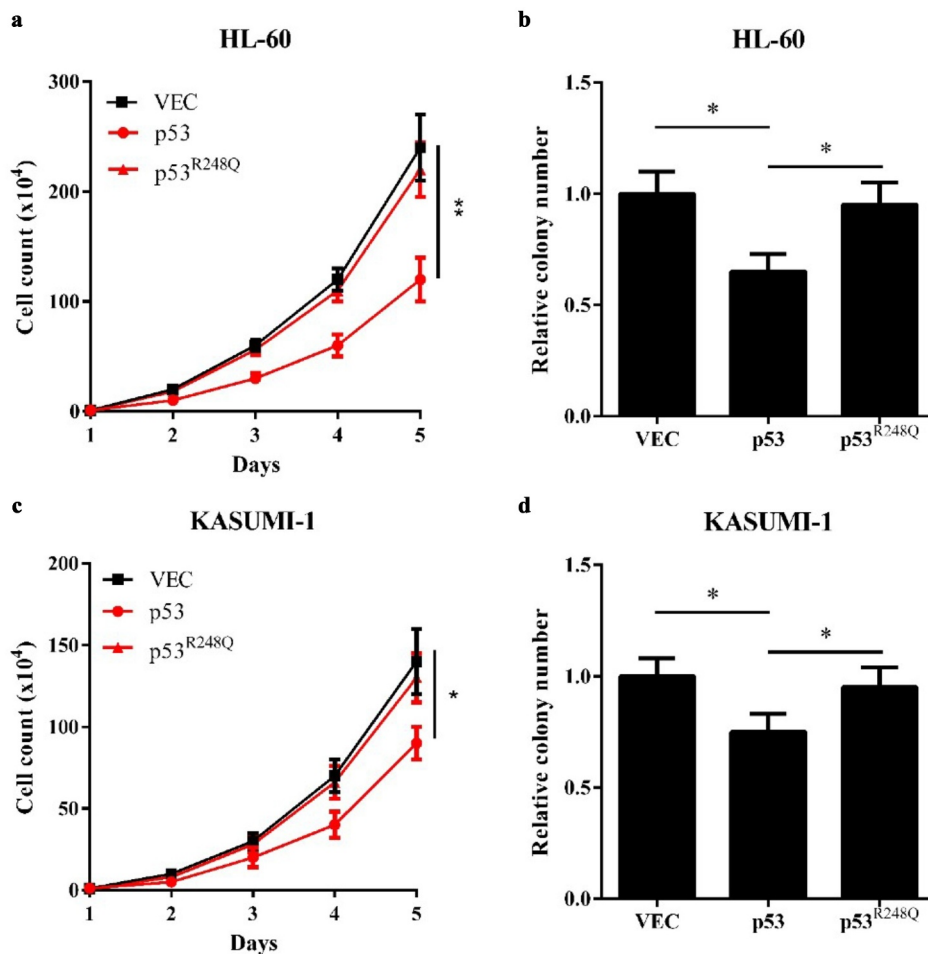 a
HL-60
300
200
100
0
Cell count (x10⁴)
VEC
p53
p53ᴿ²⁴⁸Q
**
1 2 3 4 5
Days
b
HL-60
1.5
1.0
0.5
0.0
Relative colony number
*
*
VEC p53 p53ᴿ²⁴⁸Q
c
KASUMI-1
200
150
100
50
0
Cell count (x10⁴)
VEC
p53
p53ᴿ²⁴⁸Q
*
1 2 3 4 5
Days
d
KASUMI-1
1.5
1.0
0.5
0.0
Relative colony number
*
*
VEC p53 p53ᴿ²⁴⁸Q